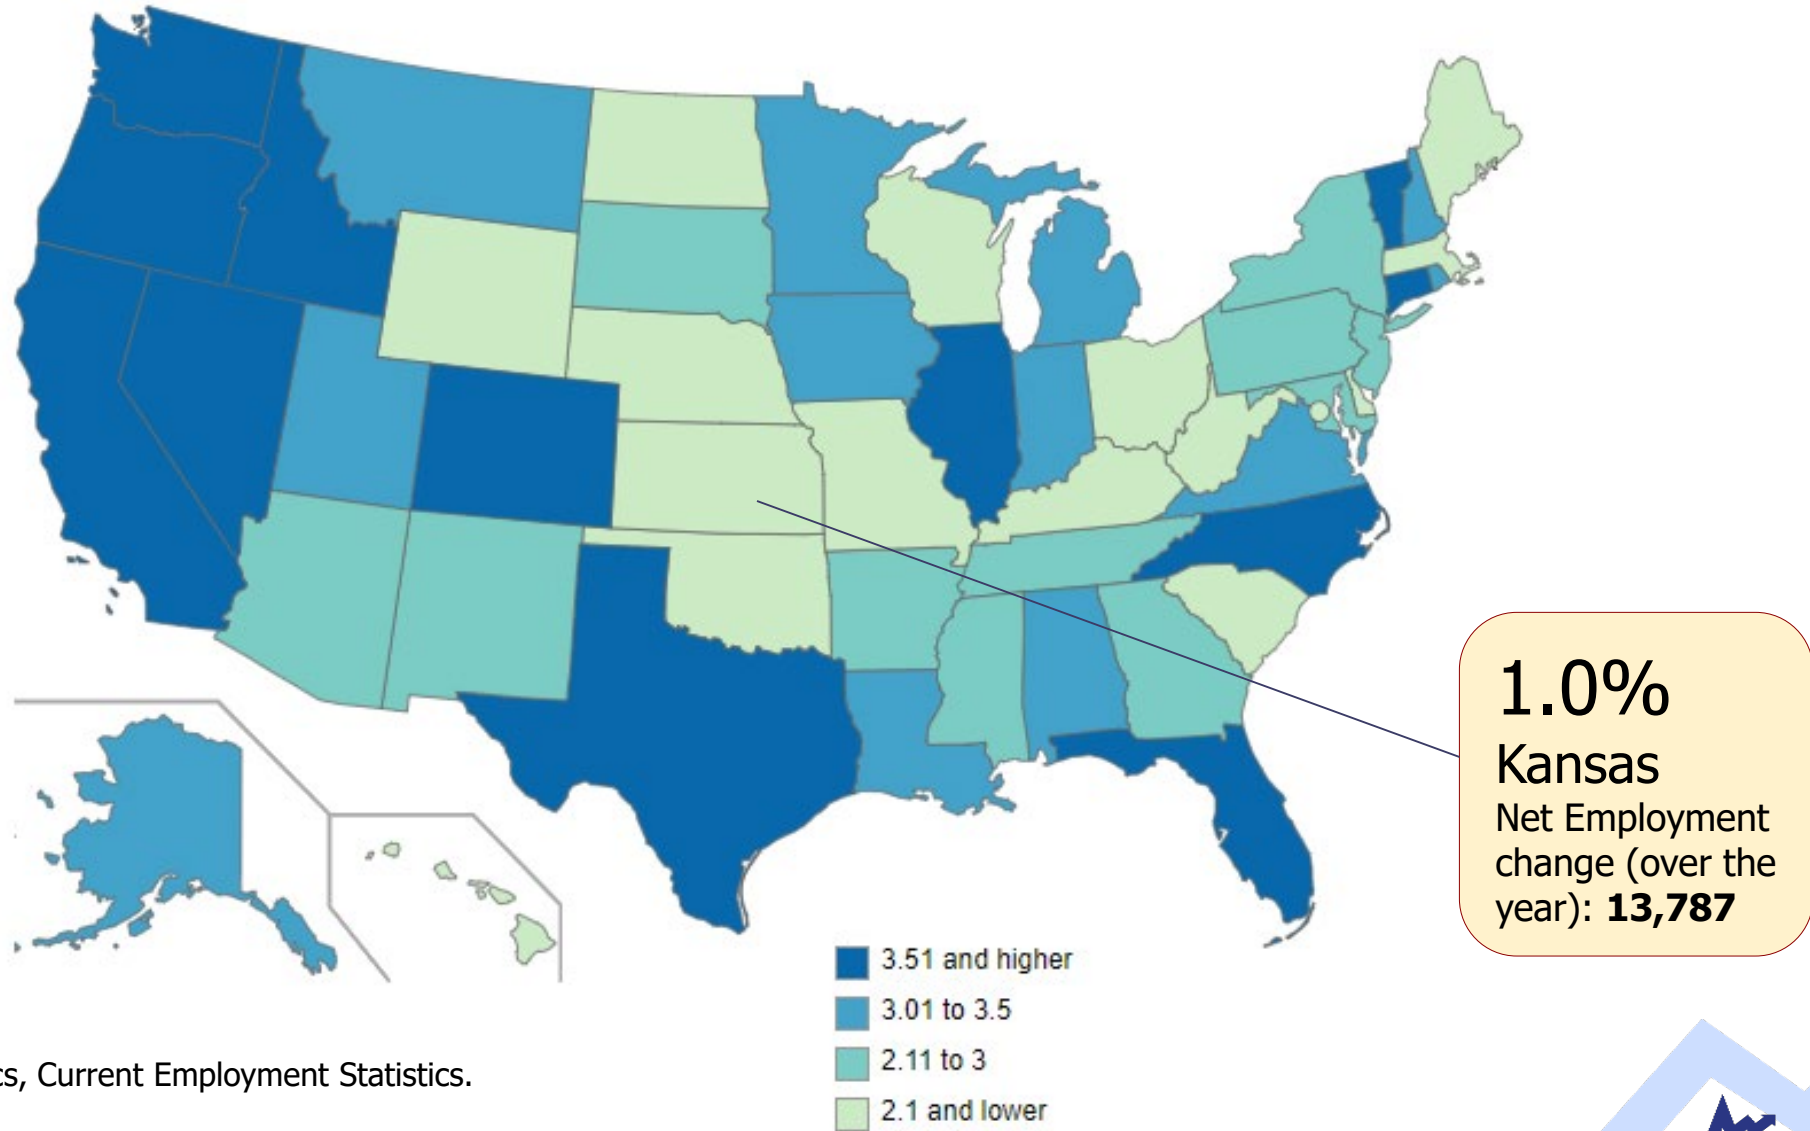 1.0%
Kansas
Net Employment
change (over the
year): 13,787
3.51 and higher
3.01 to 3.5
2.11 to 3
2.1 and lower
Current Employment Statistics.